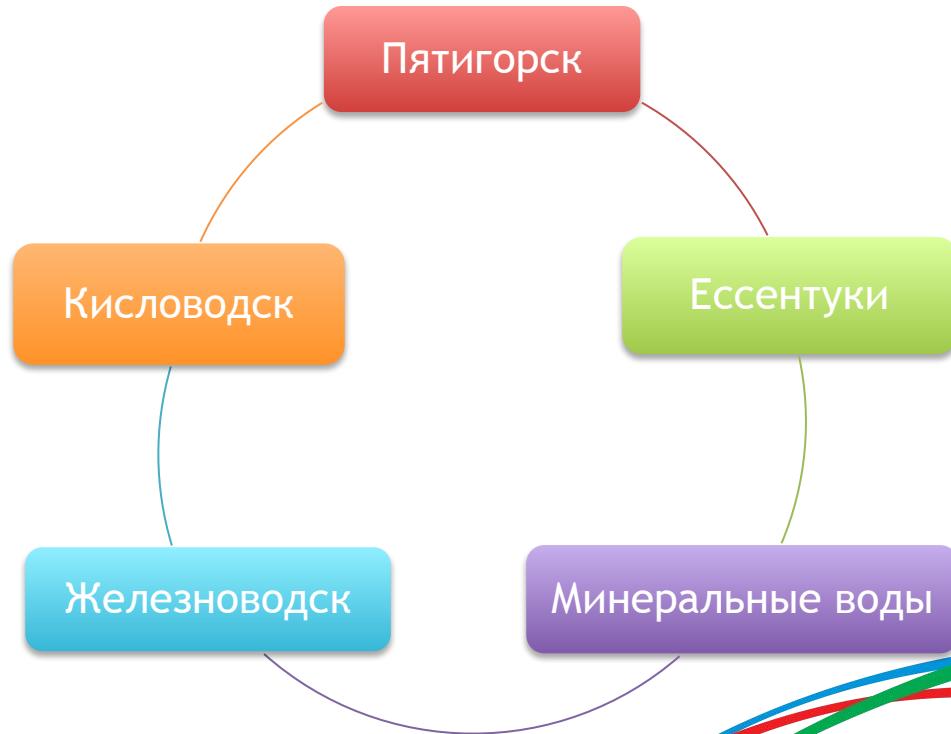 Пятигорск
Кисловодск
Ессентуки
Железноводск
Минеральные воды